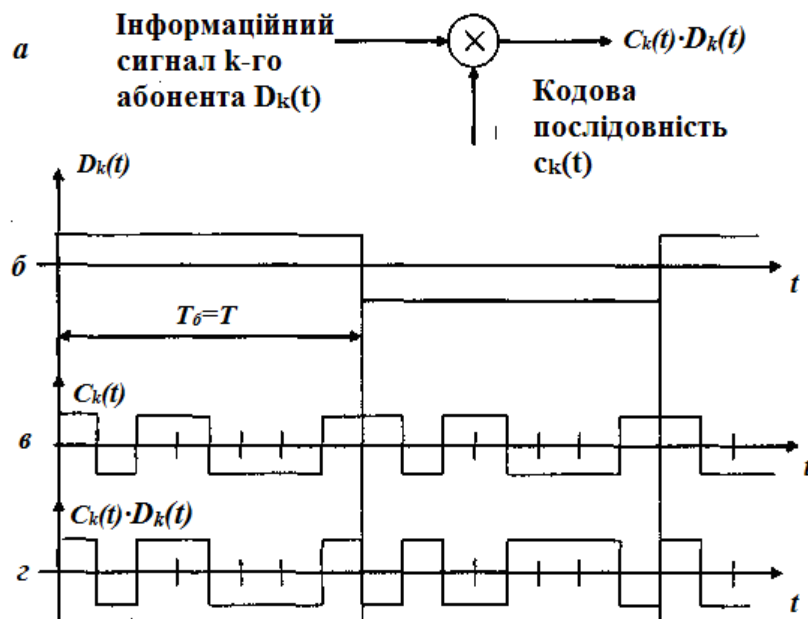 а
Інформаційний
сигнал k-го
абонента Dₖ(t)
Cₖ(t)·Dₖ(t)
Кодова
послідовність
cₖ(t)
Dₖ(t)
б
t
Tб=T
Cₖ(t)
в
t
Cₖ(t)·Dₖ(t)
г
t